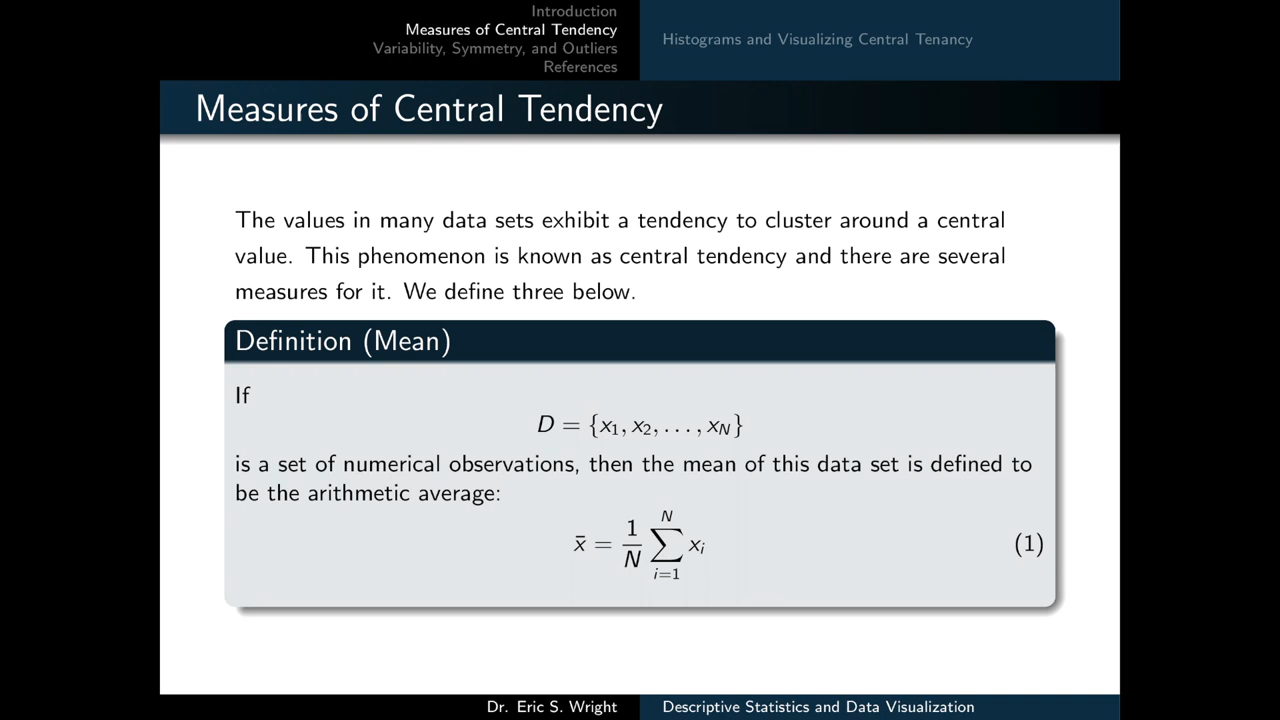 Introduction
Measures of Central Tendency
Variability, Symmetry, and Outliers
References
Histograms and Visualizing Central Tenancy
Measures of Central Tendency
The values in many data sets exhibit a tendency to cluster around a central
value. This phenomenon is known as central tendency and there are several
measures for it. We define three below.
Definition (Mean)
If
D = {x₁, x₂, . . . , x_N}
is a set of numerical observations, then the mean of this data set is defined to
be the arithmetic average:
x̄ = 1/N ∑_{i=1}^{N} x_i (1)
Dr. Eric S. Wright
Descriptive Statistics and Data Visualization